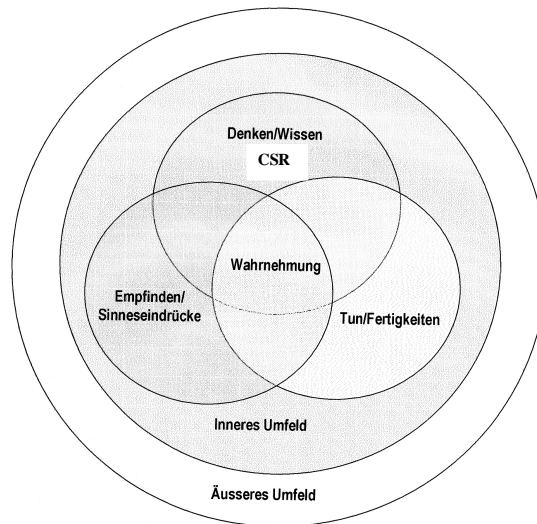 Denken/Wissen
CSR
Wahrnehmung
Empfinden/
Sinneseindrücke
Tun/Fertigkeiten
Inneres Umfeld
Äusseres Umfeld